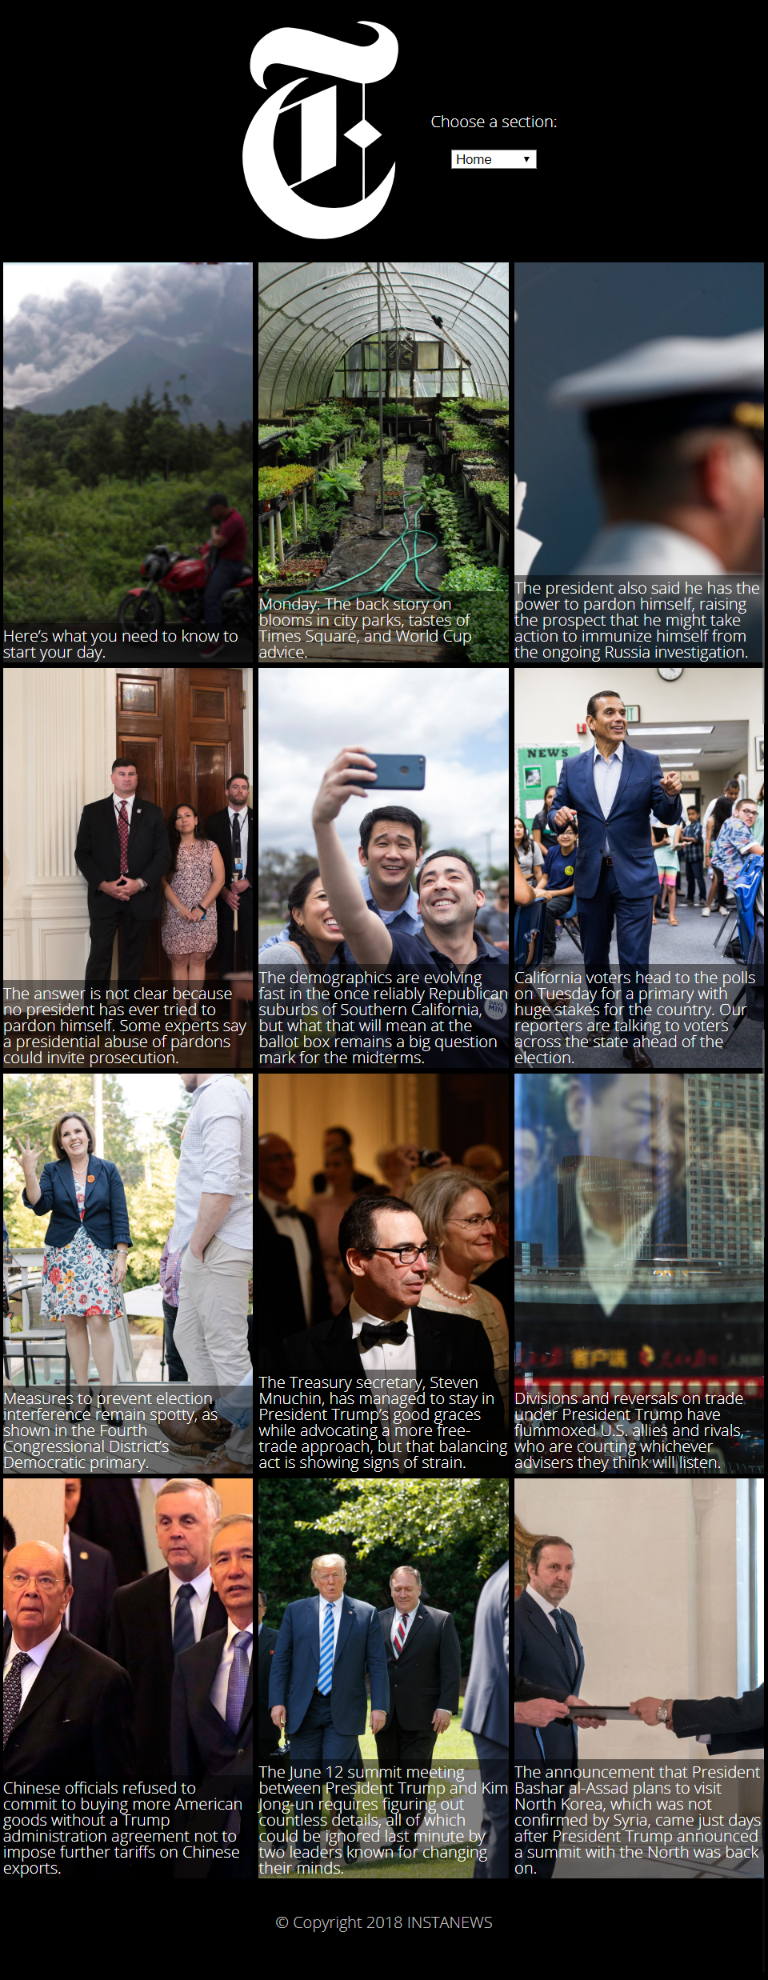 Choose a section:
Home
Here's what you need to know to
start your day.
Monday: The back story on
blooms in city parks, tastes of
Times Square, and World Cup
advice.
The president also said he has the
power to pardon himself, raising
the prospect that he might take
action to immunize himself from
the ongoing Russia investigation.
NEWS
The answer is not clear because
no president has ever tried to
pardon himself. Some experts say
a presidential abuse of pardons
could invite prosecution.
The demographics are evolving
fast in the once reliably Republican
suburbs of Southern California,
but what that will mean at the
ballot box remains a big question
mark for the midterms.
California voters head to the polls
on Tuesday for a primary with
huge stakes for the country. Our
reporters are talking to voters
across the state ahead of the
election.
Measures to prevent election
interference remain spotty, as
shown in the Fourth
Congressional District's
Democratic primary.
The Treasury secretary, Steven
Mnuchin, has managed to stay in
President Trump's good graces
while advocating a more free-
trade approach, but that balancing
act is showing signs of strain.
客户端
Divisions and reversals on trade
under President Trump have
flummoxed U.S. allies and rivals,
who are courting whichever
advisers they think will listen.
Chinese officials refused to
commit to buying more American
goods without a Trump
administration agreement not to
impose further tariffs on Chinese
exports.
The June 12 summit meeting
between President Trump and Kim
Jong-un requires figuring out
countless details, all of which
could be ignored last minute by
two leaders known for changing
their minds.
The announcement that President
Bashar al-Assad plans to visit
North Korea, which was not
confirmed by Syria, came just days
after President Trump announced
a summit with the North was back
on.
© Copyright 2018 INSTANEWS